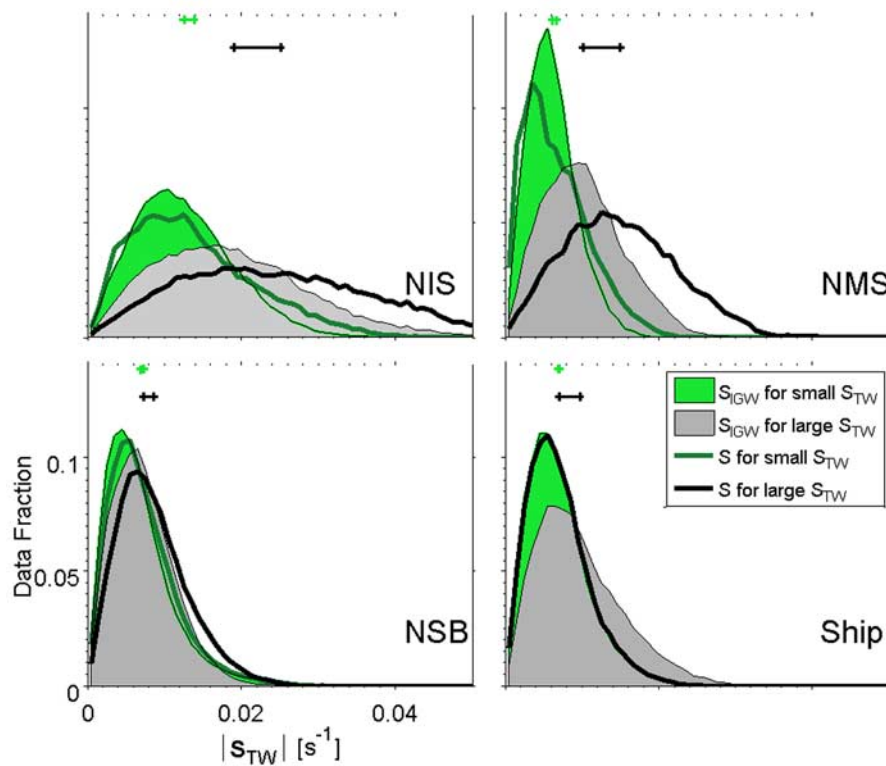 NIS
NMS
S_IGW for small S_TW
S_IGW for large S_TW
S for small S_TW
S for large S_TW
0.1
0.05
0
Data Fraction
NSB
Ship
0
0.02
0.04
|S_TW| [s^-1]